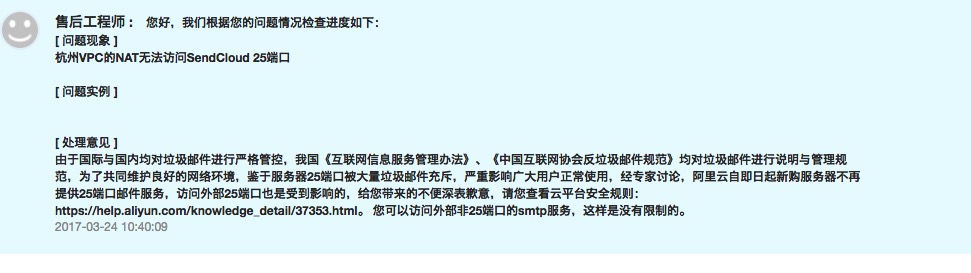 售后工程师： 您好，我们根据您的问题情况检查进度如下：
[ 问题现象 ]
杭州VPC的NAT无法访问SendCloud 25端口
[ 问题实例 ]
[ 处理意见 ]
由于国际与国内均对垃圾邮件进行严格管控，我国《互联网信息服务管理办法》、《中国互联网协会反垃圾邮件规范》均对垃圾邮件进行说明与管理规
范，为了共同维护良好的网络环境，鉴于服务器25端口被大量垃圾邮件充斥，严重影响广大用户正常使用，经专家讨论，阿里云自即日起新购服务器不再
提供25端口邮件服务，访问外部25端口也是受到影响的，给您带来的不便深表歉意，请您查看云平台安全规则：
https://help.aliyun.com/knowledge_detail/37353.html。 您可以访问外部非25端口的smtp服务，这样是没有限制的。
2017-03-24 10:40:09